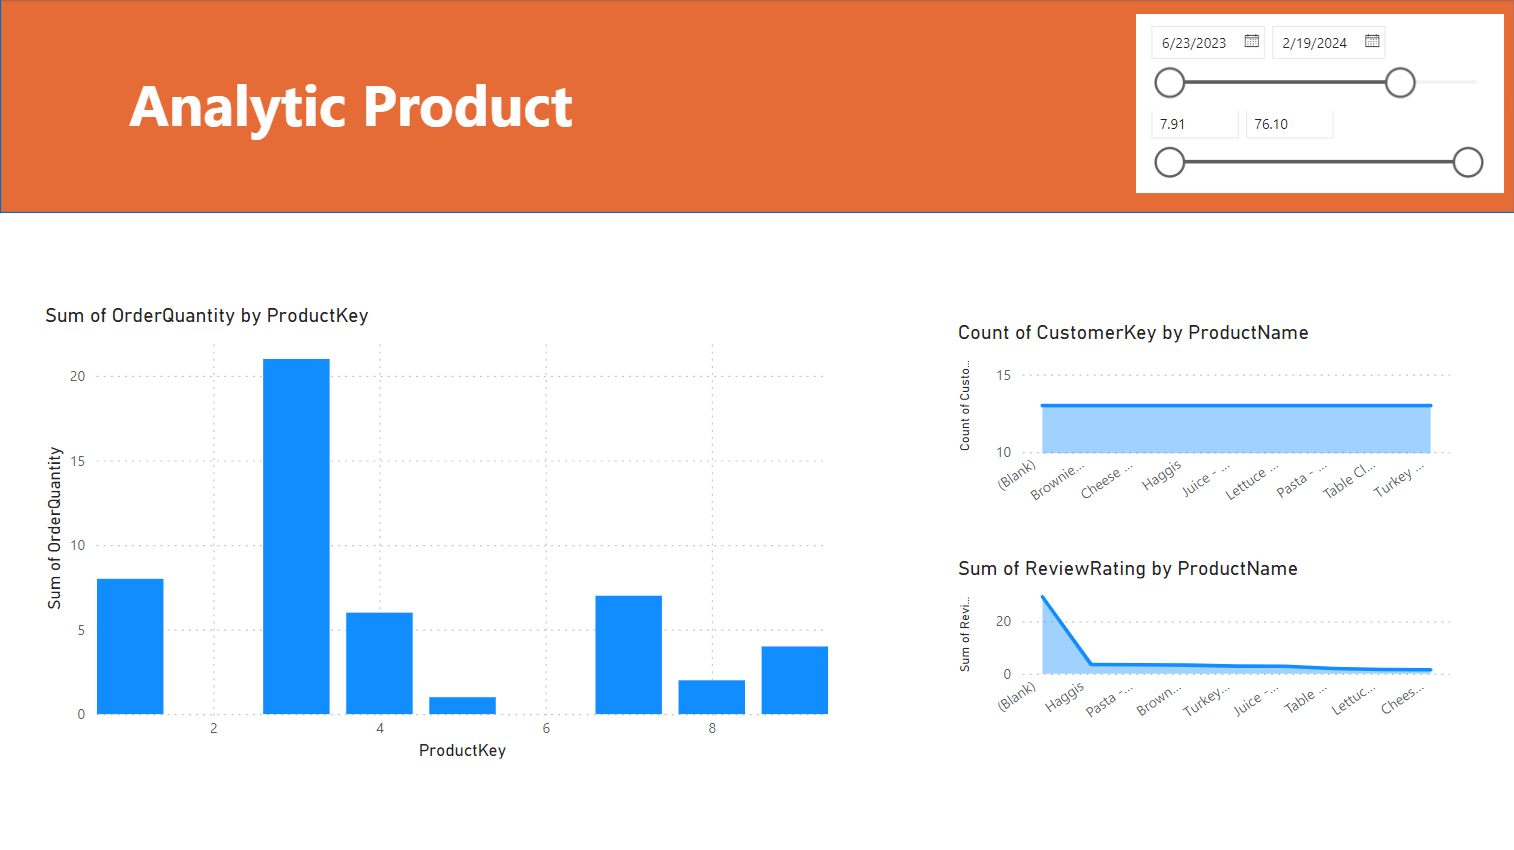 Analytic Product
6/23/2023 2/19/2024
7.91 76.10
Sum of OrderQuantity by ProductKey
Sum of OrderQuantity
20
15
10
5
0
2 4 6 8
ProductKey
Count of CustomerKey by ProductName
Count of Custo...
15
10
(Blank) Brownie... Cheese ... Haggis Juice - ... Lettuce ... Pasta - ... Table Cl... Turkey ...
Sum of ReviewRating by ProductName
Sum of Revi...
20
0
(Blank) Haggis Pasta -... Brown... Turkey... Juice -... Table ... Lettuc... Chees...